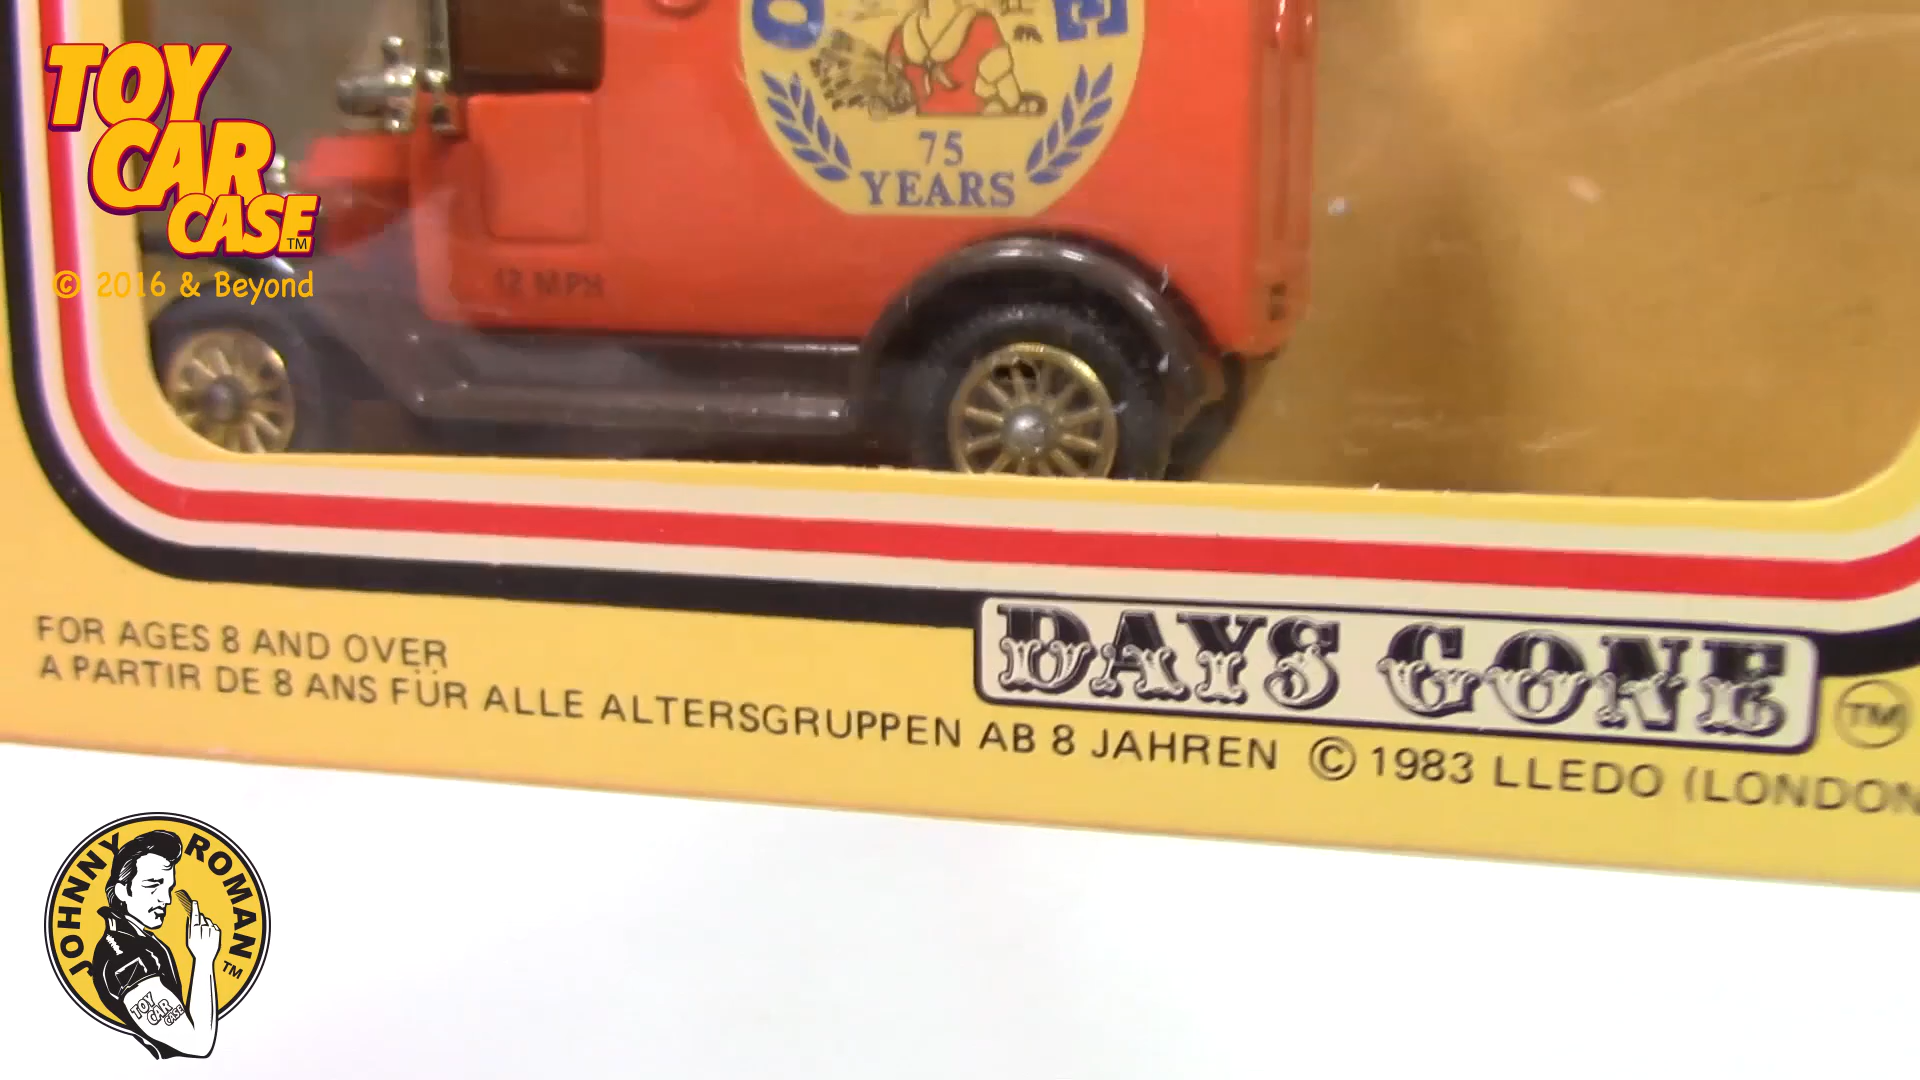 TOY
CAR
CASE
TM
© 2016 & Beyond
75
YEARS
12 MPH
FOR AGES 8 AND OVER
A PARTIR DE 8 ANS FÜR ALLE ALTERSGRUPPEN AB 8 JAHREN © 1983 LLEDO (LONDON
DAYS GONE
TM
JOHNNY ROMAN
TM
TOY
CAR
CASE